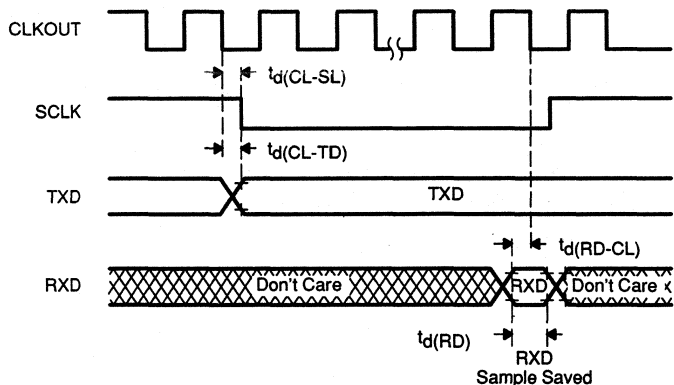 CLKOUT
td(CL-SL)
SCLK
td(CL-TD)
TXD
TXD
td(RD-CL)
RXD
Don't Care
RXD
Don't Care
td(RD)
RXD
Sample Saved